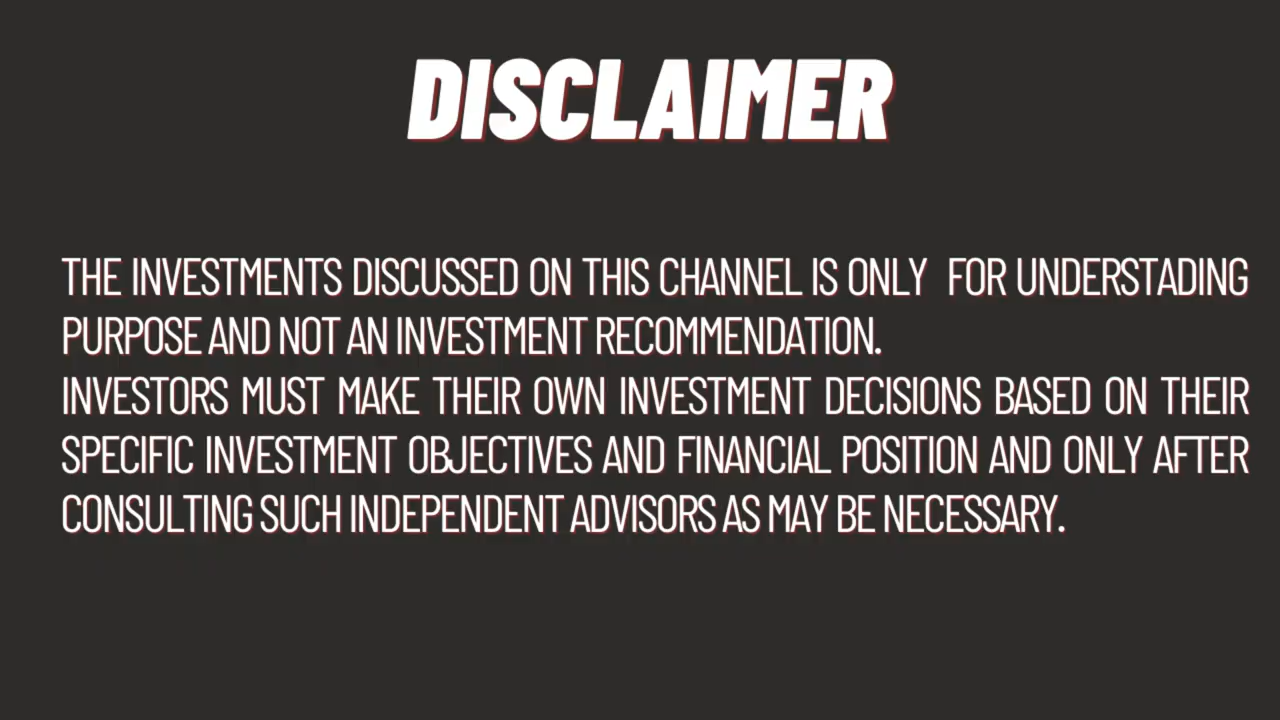 DISCLAIMER
THE INVESTMENTS DISCUSSED ON THIS CHANNEL IS ONLY FOR UNDERSTADING
PURPOSE AND NOT AN INVESTMENT RECOMMENDATION.
INVESTORS MUST MAKE THEIR OWN INVESTMENT DECISIONS BASED ON THEIR
SPECIFIC INVESTMENT OBJECTIVES AND FINANCIAL POSITION AND ONLY AFTER
CONSULTING SUCH INDEPENDENT ADVISORS AS MAY BE NECESSARY.